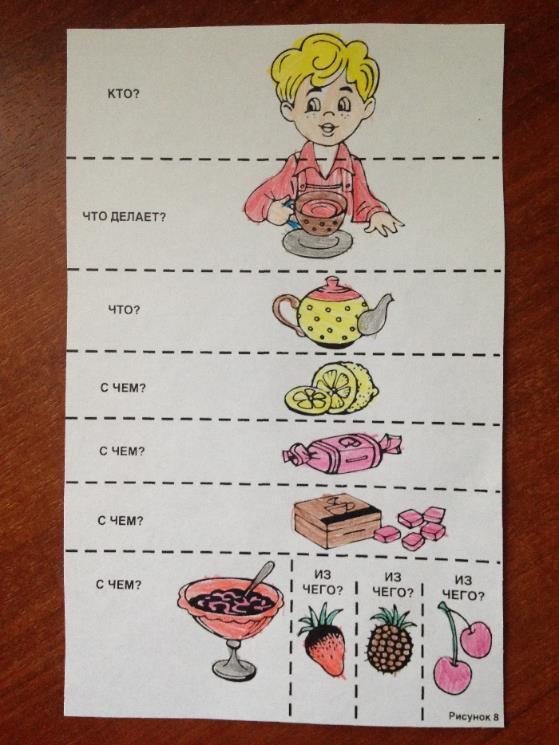 КТО?
ЧТО ДЕЛАЕТ?
ЧТО?
С ЧЕМ?
С ЧЕМ?
С ЧЕМ?
С ЧЕМ?
ИЗ
ЧЕГО?
ИЗ
ЧЕГО?
ИЗ
ЧЕГО?
Рисунок 8